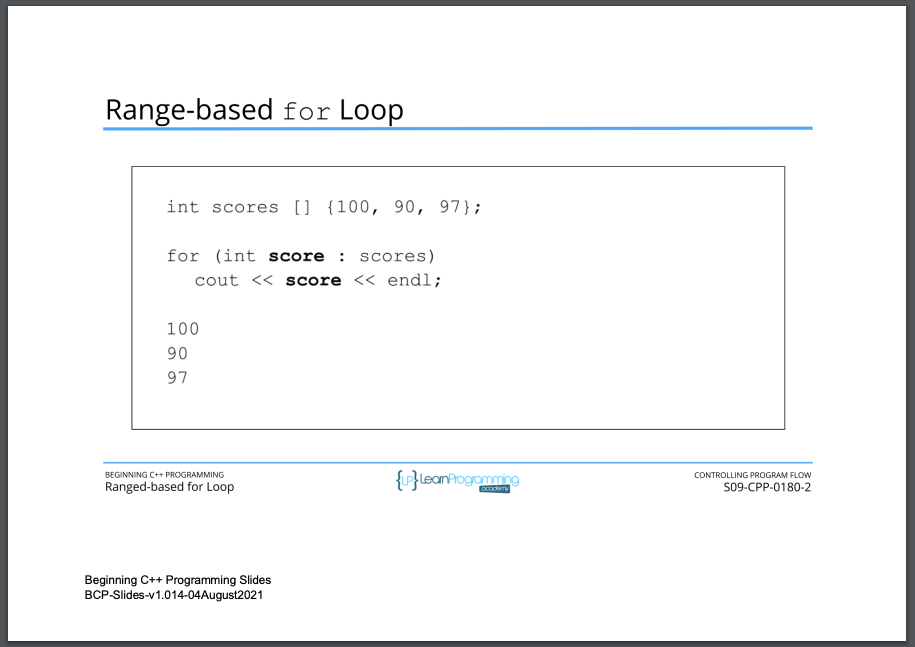 Range-based for Loop
int scores [] {100, 90, 97};
for (int score : scores)
cout << score << endl;
100
90
97
BEGINNING C++ PROGRAMMING
Ranged-based for Loop
{LP} LearnProgramming
academy
CONTROLLING PROGRAM FLOW
S09-CPP-0180-2
Beginning C++ Programming Slides
BCP-Slides-v1.014-04August2021